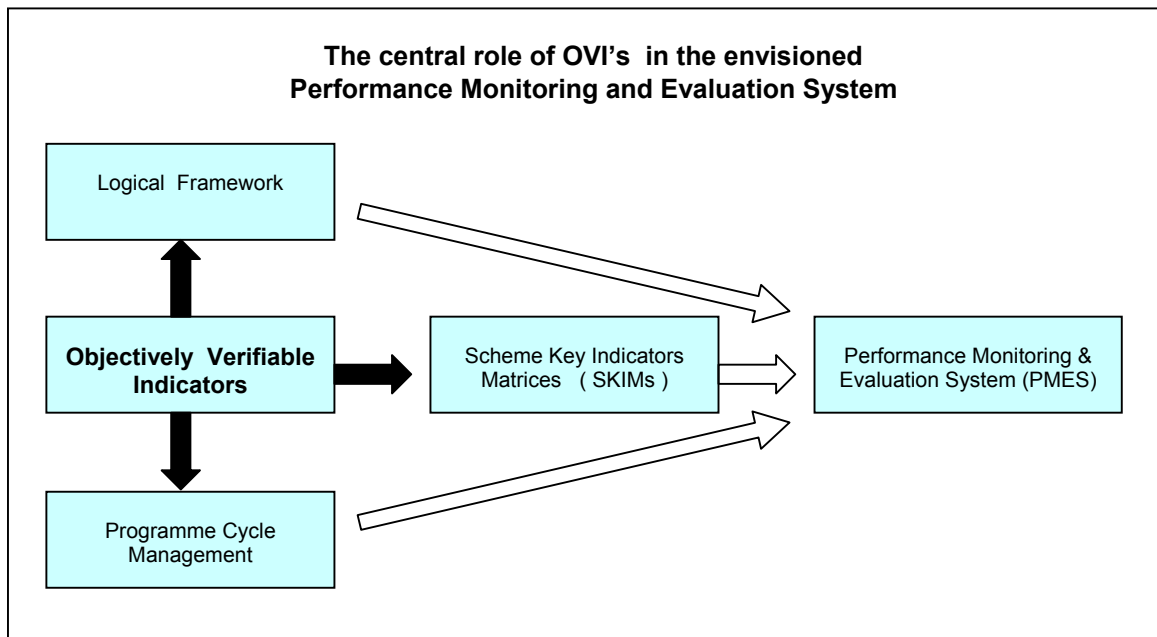 The central role of OVI's in the envisioned
Performance Monitoring and Evaluation System
Logical Framework
Objectively Verifiable
Indicators
Scheme Key Indicators
Matrices ( SKIMs )
Performance Monitoring &
Evaluation System (PMES)
Programme Cycle
Management